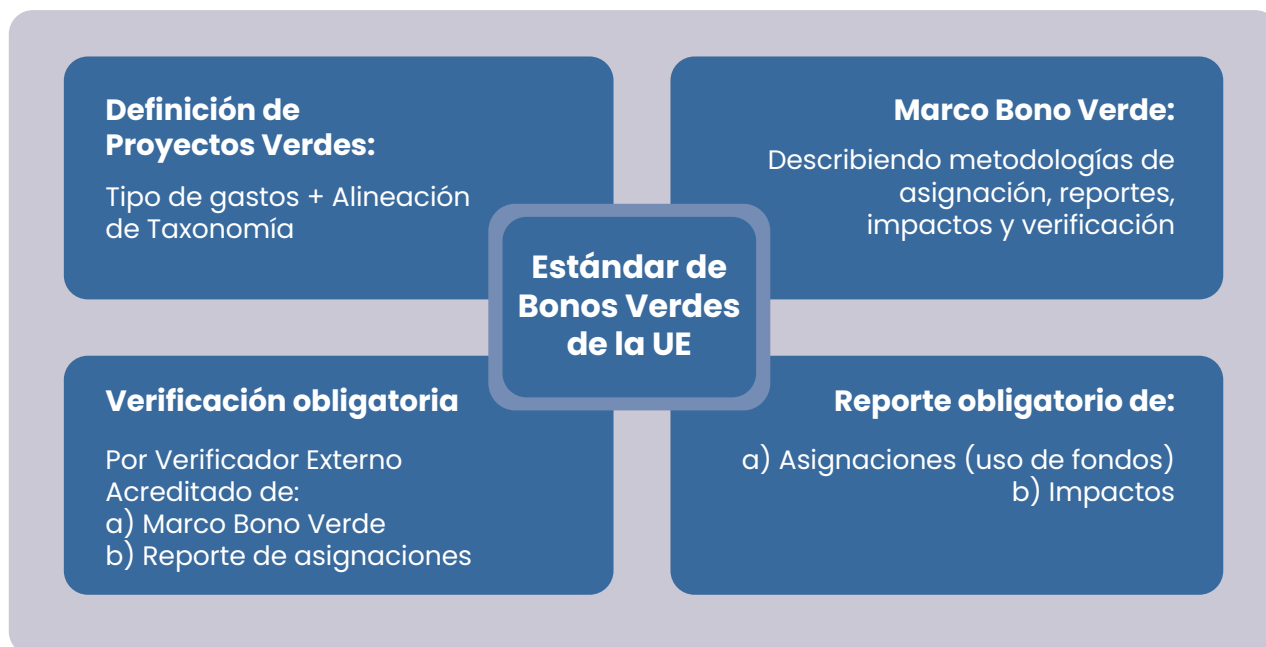 Definición de
Proyectos Verdes:
Tipo de gastos + Alineación
de Taxonomía
Marco Bono Verde:
Describiendo metodologías de
asignación, reportes,
impactos y verificación
Estándar de
Bonos Verdes
de la UE
Verificación obligatoria
Por Verificador Externo
Acreditado de:
a) Marco Bono Verde
b) Reporte de asignaciones
Reporte obligatorio de:
a) Asignaciones (uso de fondos)
b) Impactos